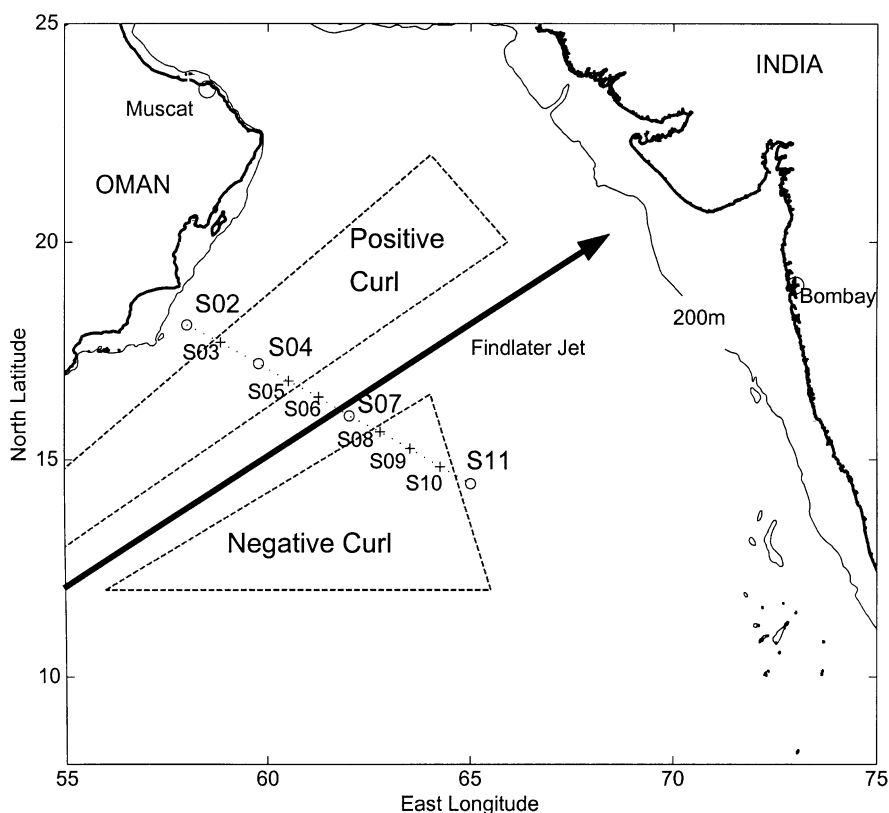 25
INDIA
Muscat
OMAN
20
Positive
Curl
S02
Bombay
200m
S03
S04
Findlater Jet
S05
S06
S07
S08
S09
S10
S11
15
Negative Curl
10
North Latitude
55
60
65
70
75
East Longitude